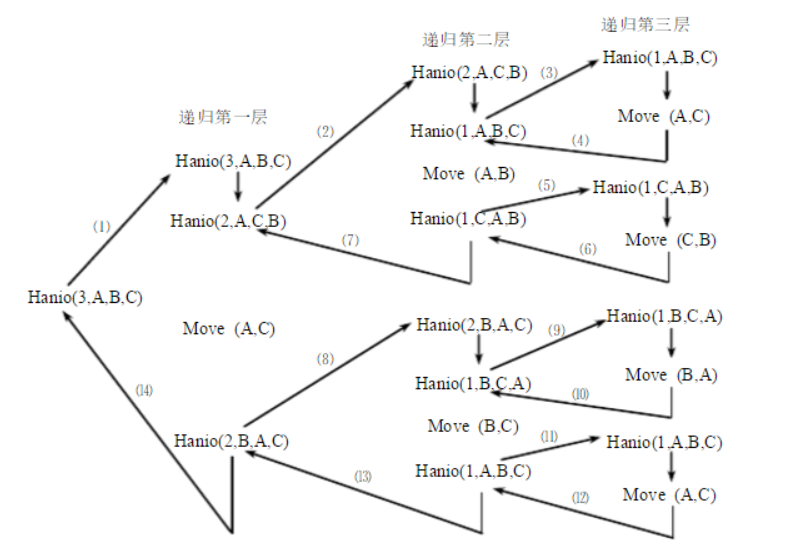 递归第三层
递归第二层
Hanio(1,A,B,C)
Hanio(2,A,C,B)
(3)
递归第一层
Move (A,C)
(2)
Hanio(1,A,B,C)
(4)
Hanio(3,A,B,C)
Move (A,B)
(5)
Hanio(1,C,A,B)
(1)
Hanio(2,A,C,B)
Hanio(1,C,A,B)
(7)
(6)
Move (C,B)
Hanio(3,A,B,C)
Move (A,C)
Hanio(2,B,A,C)
(9)
Hanio(1,B,C,A)
(8)
(14)
Hanio(1,B,C,A)
(10)
Move (B,A)
Move (B,C)
Hanio(2,B,A,C)
(11)
Hanio(1,A,B,C)
(13)
Hanio(1,A,B,C)
(12)
Move (A,C)